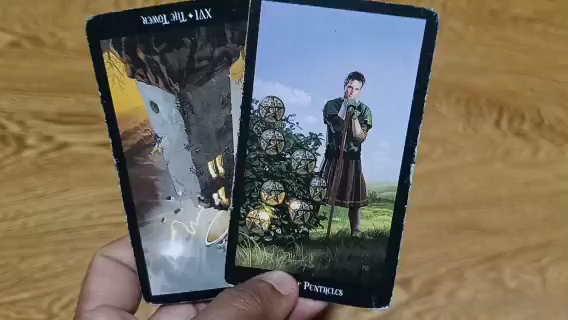 XVI ♦ THE TOWER
PENTACLES